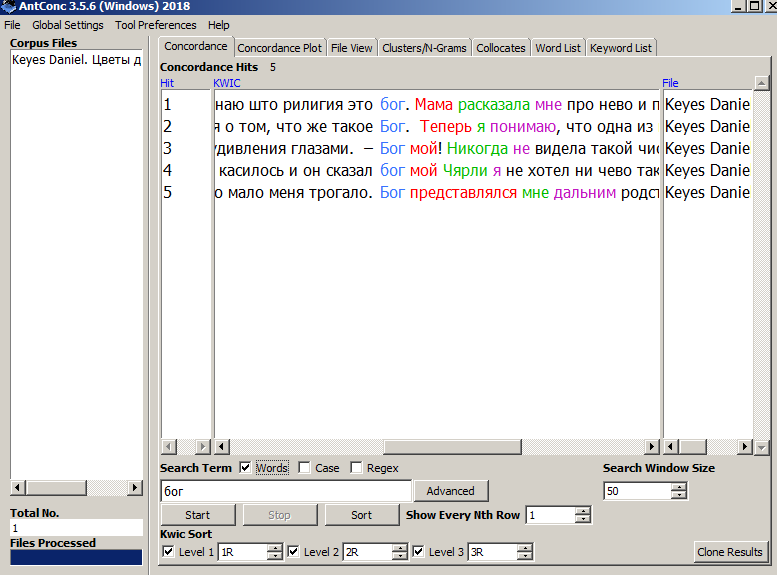 AntConc 3.5.6 (Windows) 2018
File Global Settings Tool Preferences Help
Corpus Files
Keyes Daniel. Цветы д
Total No.
1
Files Processed
Concordance Concordance Plot File View Clusters/N-Grams Collocates Word List Keyword List
Concordance Hits 5
Hit KWIC File
1 наю што рилигия это бог. Мама расказала мне про нево и п Keyes Danie
2 я о том, что же такое Бог. Теперь я понимаю, что одна из Keyes Danie
3 удивления глазами. – Бог мой! Никогда не видела такой чис Keyes Danie
4 касилось и он сказал бог мой Чярли я не хотел ни чево так Keyes Danie
5 о мало меня трогало. Бог представлялся мне дальним родст Keyes Danie
Search Term Words Case Regex Search Window Size
бог Advanced 50
Start Stop Sort Show Every Nth Row 1
Kwic Sort
Level 1 1R Level 2 2R Level 3 3R Clone Results